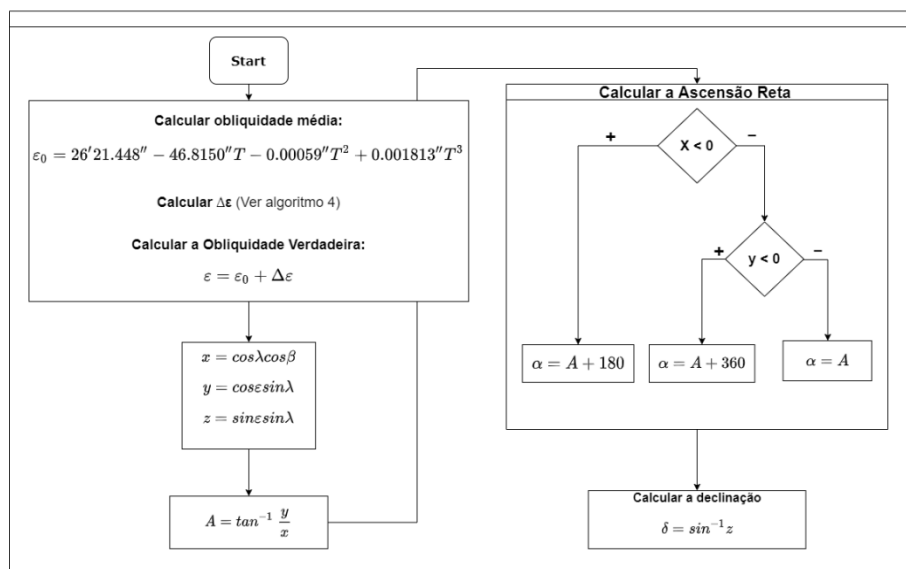 Start
Calcular obliquidade média:
ε₀ = 26′21.448″ − 46.8150″T − 0.00059″T² + 0.001813″T³
Calcular Δε (Ver algoritmo 4)
Calcular a Obliquidade Verdadeira:
ε = ε₀ + Δε
x = cosλcosβ
y = cosεsinλ
z = sinεsinλ
A = tan⁻¹ y/x
Calcular a Ascensão Reta
X < 0
+
−
y < 0
+
−
α = A + 180
α = A + 360
α = A
Calcular a declinação
δ = sin⁻¹z